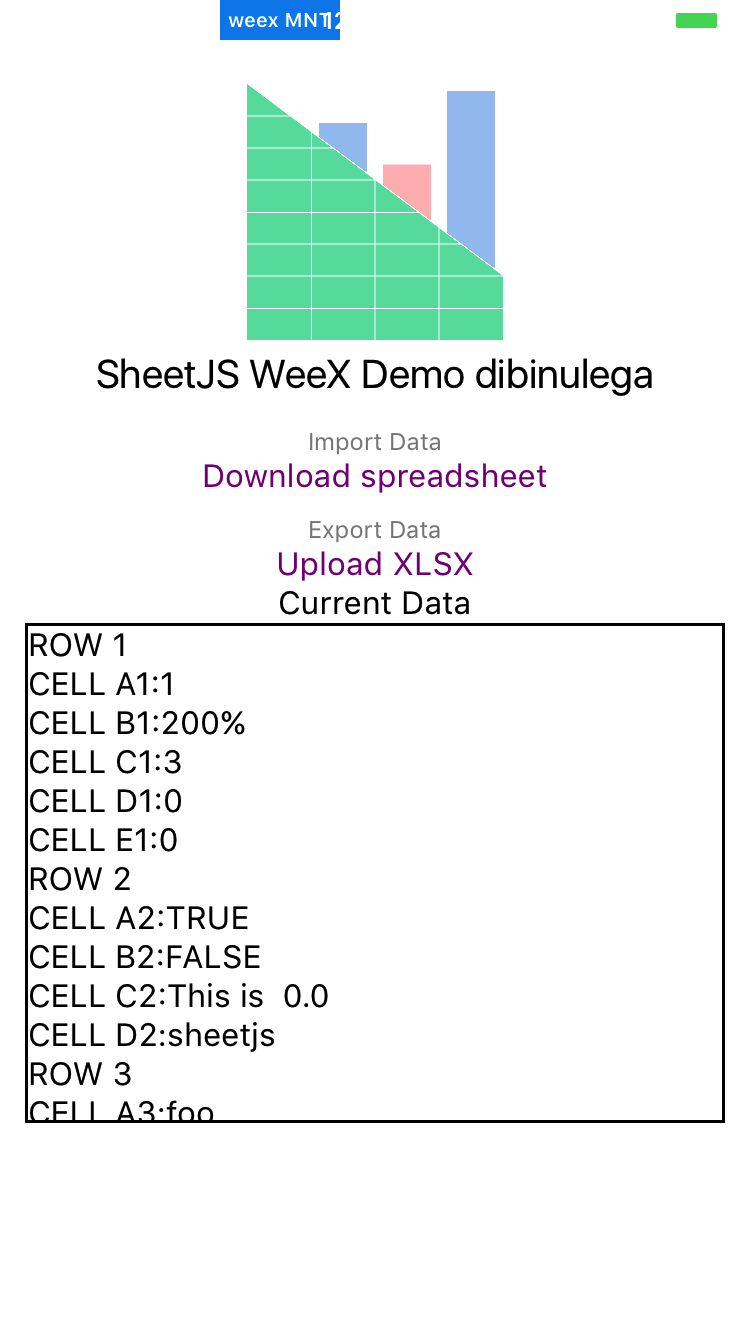 weex MNT
SheetJS WeeX Demo dibinulega
Import Data
Download spreadsheet
Export Data
Upload XLSX
Current Data
ROW 1
CELL A1:1
CELL B1:200%
CELL C1:3
CELL D1:0
CELL E1:0
ROW 2
CELL A2:TRUE
CELL B2:FALSE
CELL C2:This is  0.0
CELL D2:sheetjs
ROW 3
CELL A3:foo